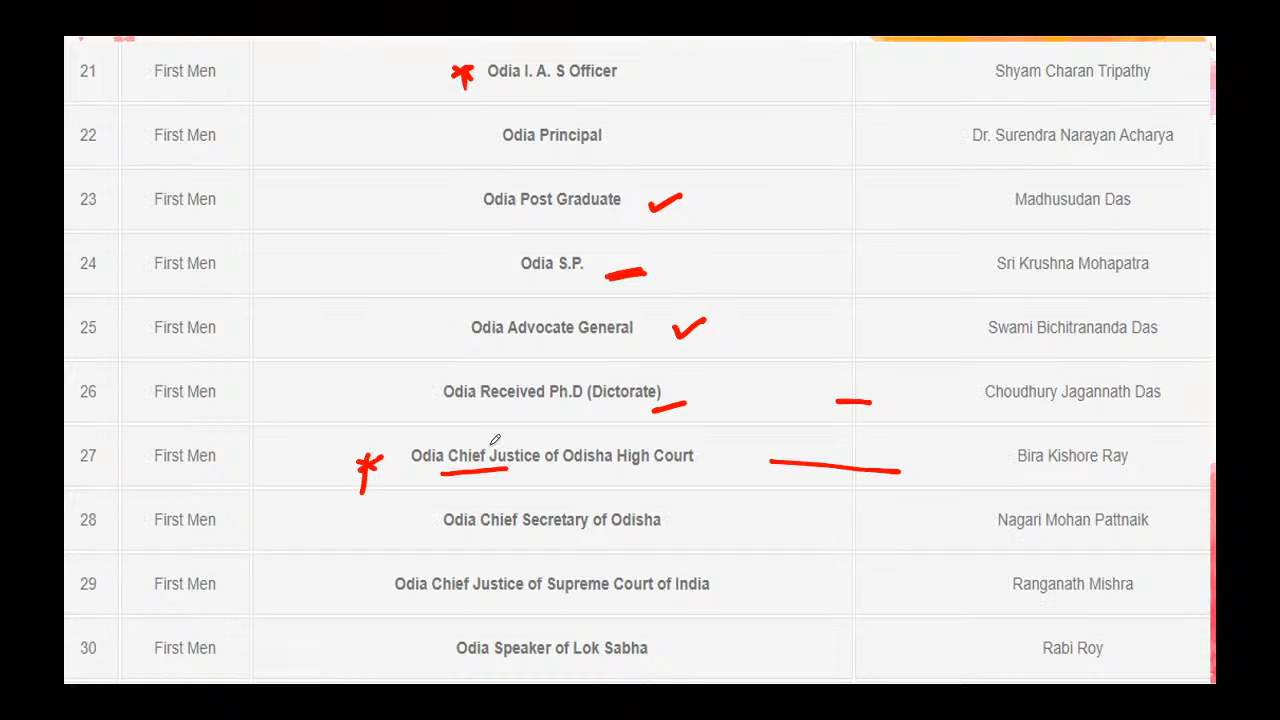 21 First Men Odia I. A. S Officer Shyam Charan Tripathy
22 First Men Odia Principal Dr. Surendra Narayan Acharya
23 First Men Odia Post Graduate Madhusudan Das
24 First Men Odia S.P. Sri Krushna Mohapatra
25 First Men Odia Advocate General Swami Bichitrananda Das
26 First Men Odia Received Ph.D (Dictorate) Choudhury Jagannath Das
27 First Men Odia Chief Justice of Odisha High Court Bira Kishore Ray
28 First Men Odia Chief Secretary of Odisha Nagari Mohan Pattnaik
29 First Men Odia Chief Justice of Supreme Court of India Ranganath Mishra
30 First Men Odia Speaker of Lok Sabha Rabi Roy